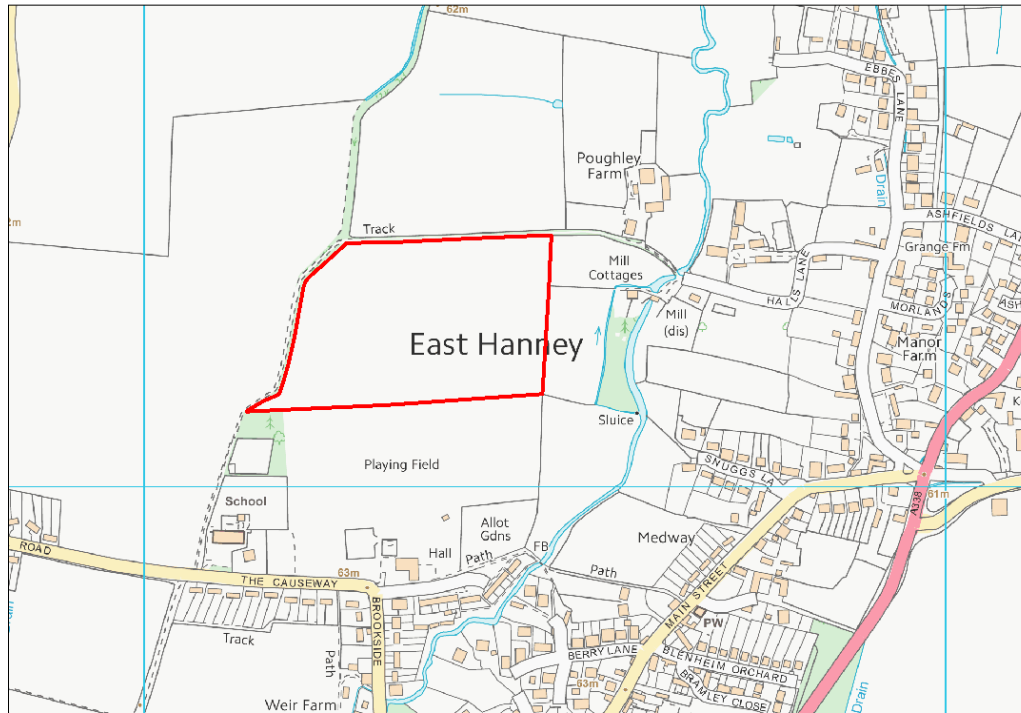 62m
EBBES LANE
Poughley
Farm
Drain
ASHFIELDS LA
2m
Track
Grange Fm
Mill
Cottages
HALLS LANE
MORLANDS
ASH
Mill
(dis)
East Hanney
Manor
Farm
K
Sluice
Playing Field
SNUGGS LA
School
61m
A338
Allot
Gdns
Medway
ROAD
Hall
Path
FB
Path
THE CAUSEWAY
63m
MAIN STREET
BROOKSIDE
PW
Track
Path
BERRY LANE
BLENHEIM ORCHARD
63m
BRAMLEY CLOSE
Weir Farm
Drain